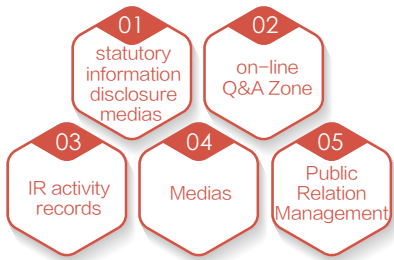 01
statutory
information
disclosure
medias
02
on-line
Q&A Zone
03
IR activity
records
04
Medias
05
Public
Relation
Management